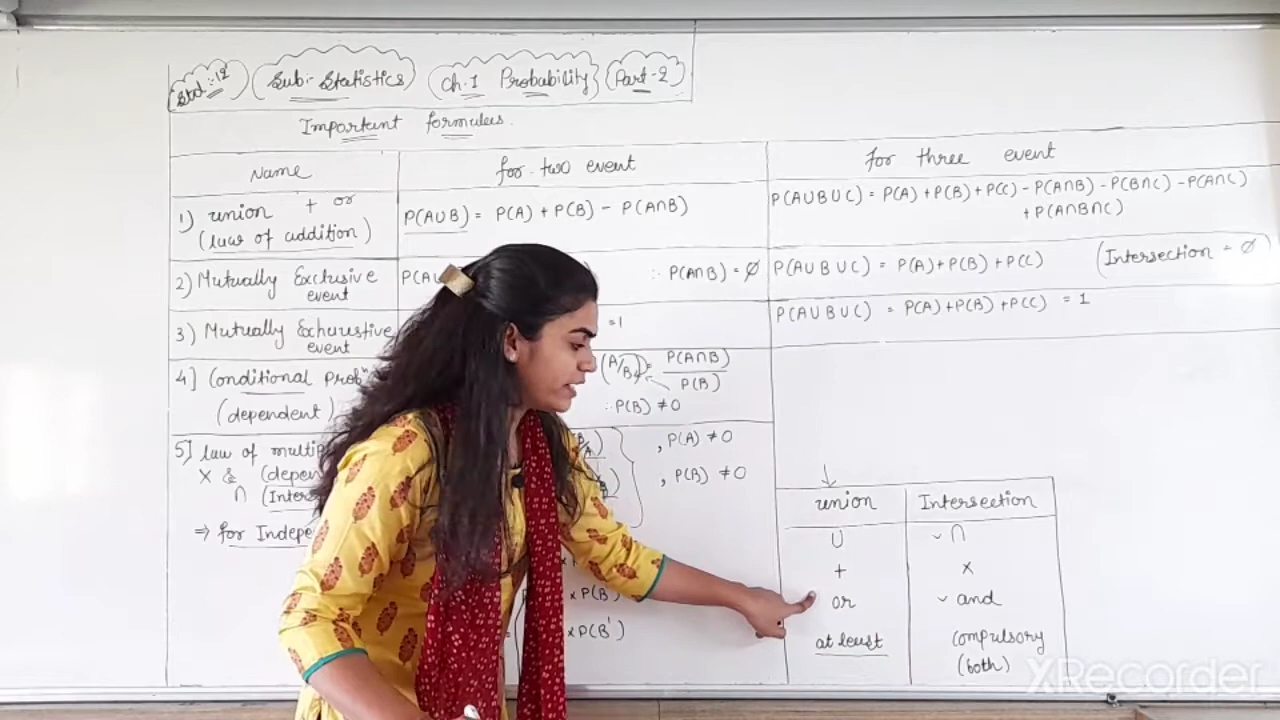 Std:-12 Sub:- Statistics Ch.1 Probability Part-2
Important formulas.
Name for two event For three event
1) union + or
(law of addition)
P(A∪B) = P(A) + P(B) - P(A∩B)
P(A∪B∪C) = P(A) + P(B) + P(C) - P(A∩B) - P(B∩C) - P(A∩C)
+ P(A∩B∩C)
2) Mutually Exclusive
event
∴ P(A∩B) = ∅
P(A∪B∪C) = P(A) + P(B) + P(C) (Intersection = ∅)
3) Mutually Exhaustive
event
=1
P(A∪B∪C) = P(A) + P(B) + P(C) = 1
4] Conditional Prob
(dependent)
(A/B) = P(A∩B)
P(B)
∴ P(B) ≠ 0
5] law of
x &
∩
, P(A) ≠ 0
, P(B) ≠ 0
⇒ for
x P(B)
x P(B')
union Intersection
∪ ∩
+ x
or and
at least compulsory
(both)
XRecorder